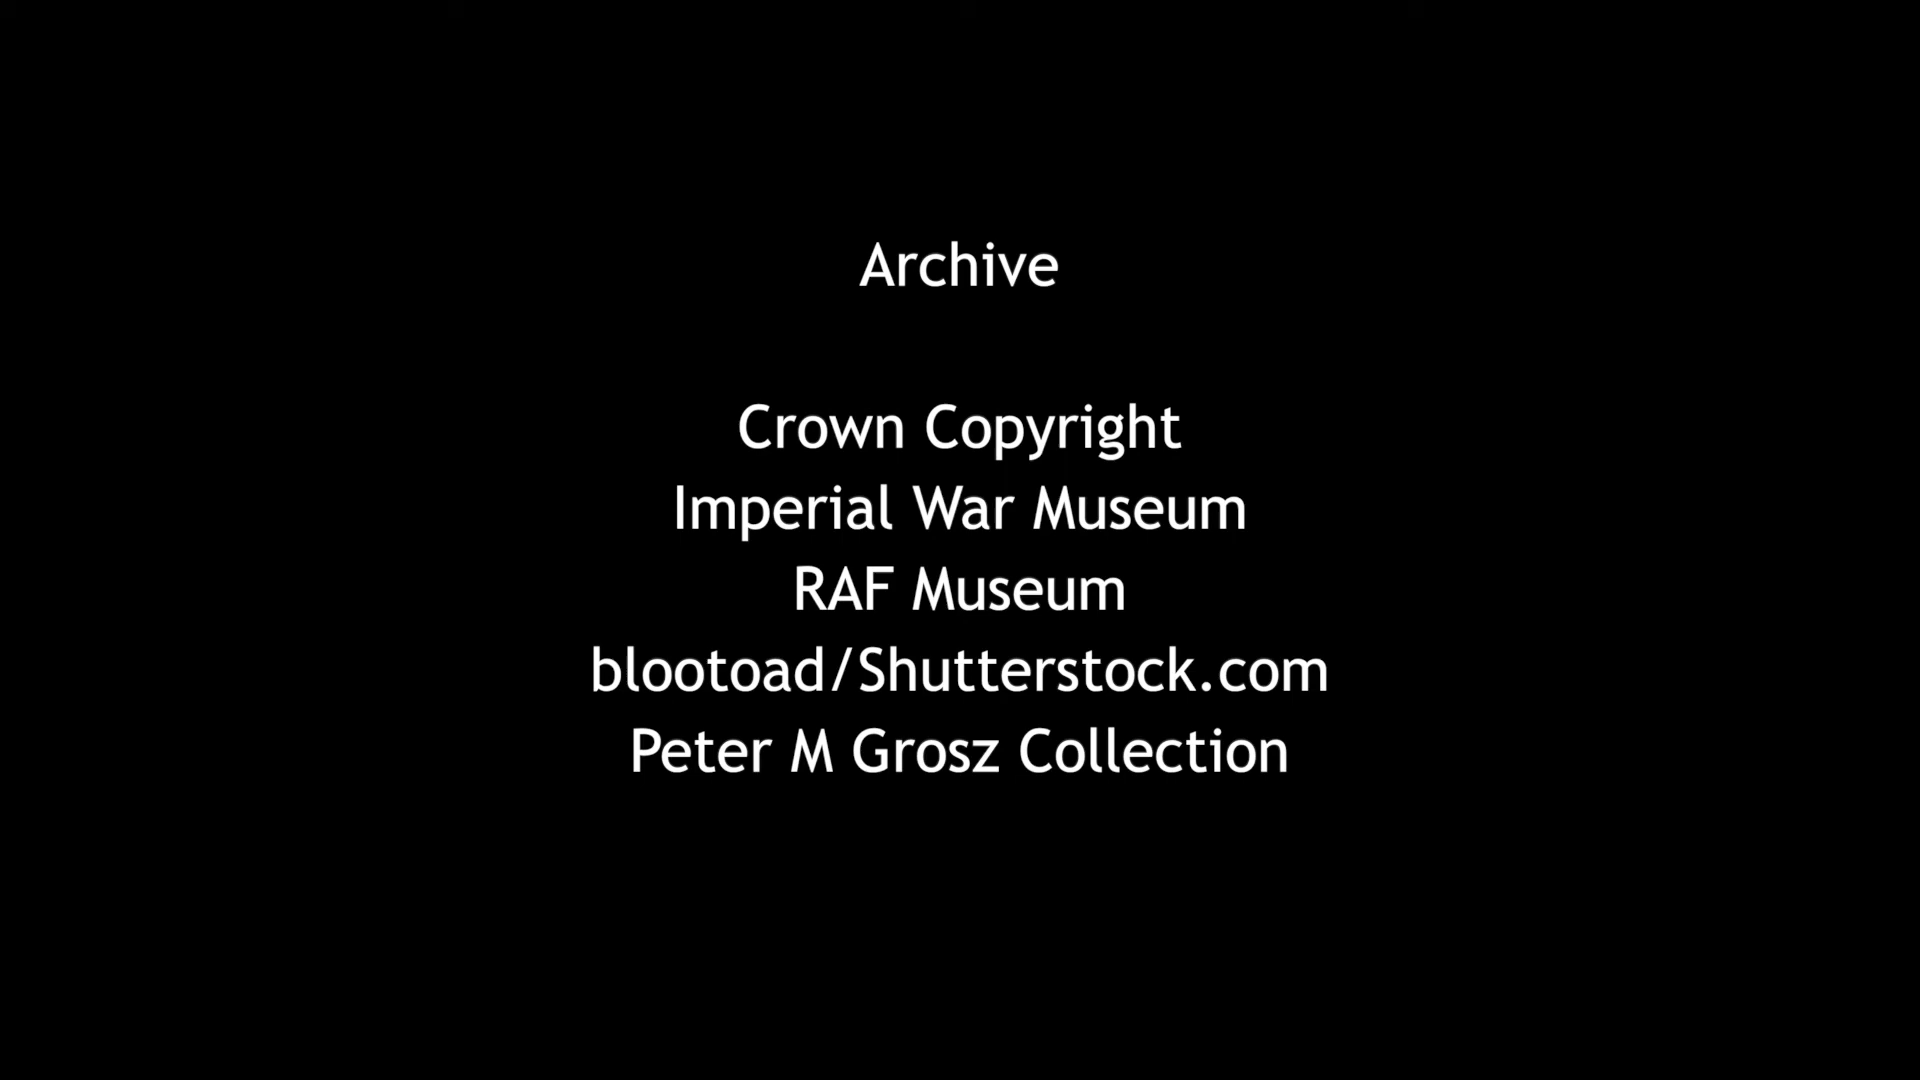 Archive
Crown Copyright
Imperial War Museum
RAF Museum
blootoad/Shutterstock.com
Peter M Grosz Collection